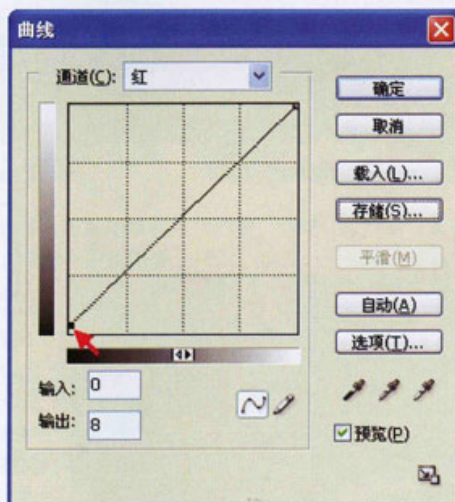 曲线
通道(C): 红
确定
取消
载入(L)...
存储(S)...
平滑(M)
自动(A)
选项(T)...
输入: 0
输出: 8
预览(P)